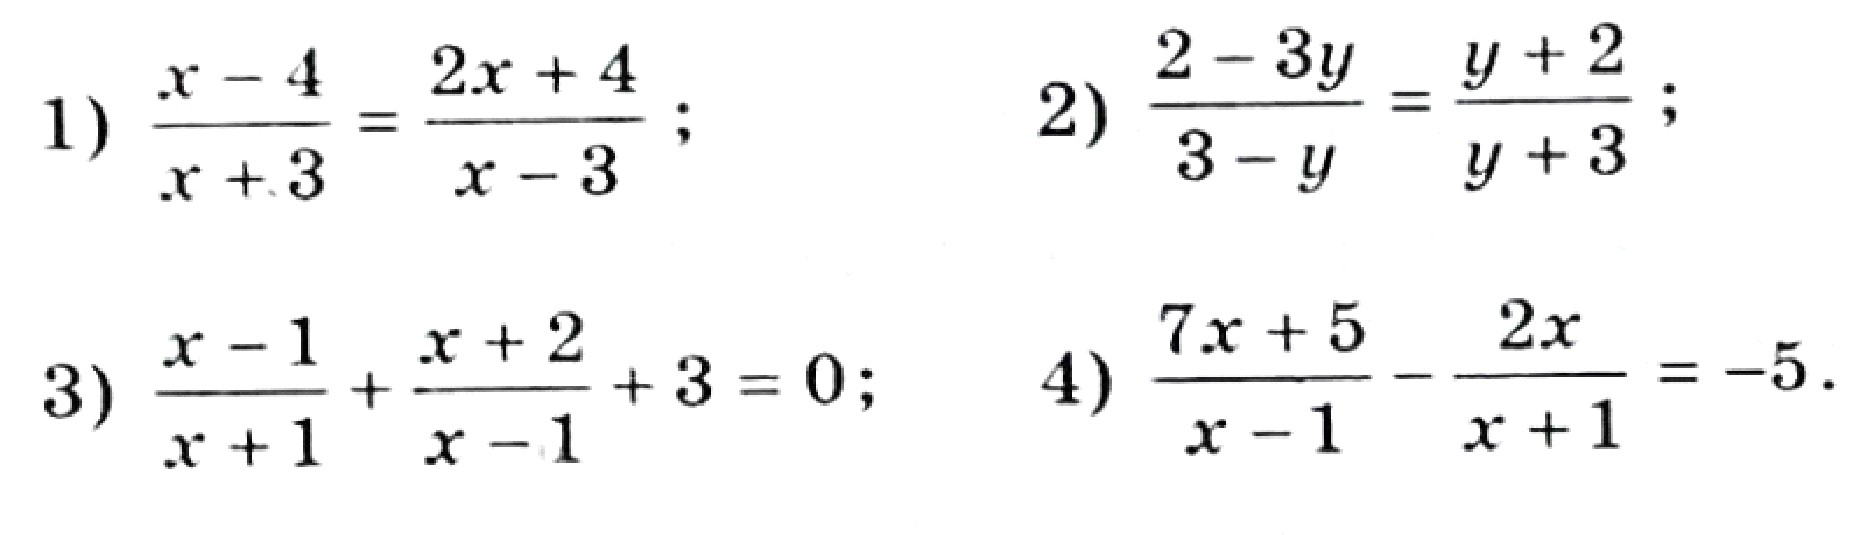 1) (x − 4)/(x + 3) = (2x + 4)/(x − 3); 2) (2 − 3y)/(3 − y) = (y + 2)/(y + 3);
3) (x − 1)/(x + 1) + (x + 2)/(x − 1) + 3 = 0; 4) (7x + 5)/(x − 1) − 2x/(x + 1) = −5.